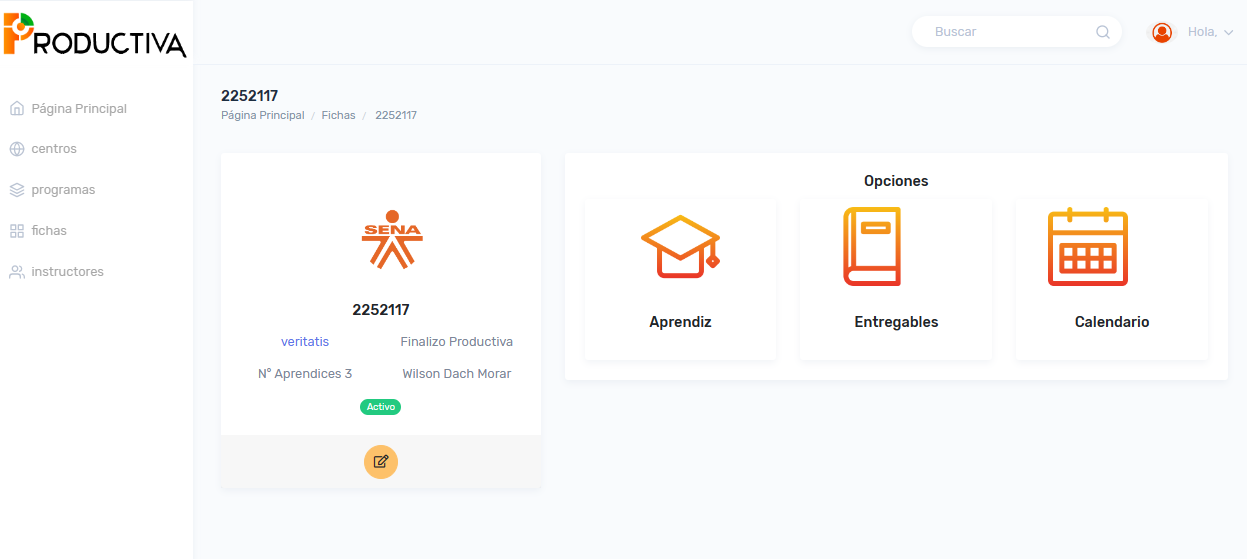 PRODUCTIVA
Buscar
Hola,
Página Principal
centros
programas
fichas
instructores
2252117
Página Principal / Fichas / 2252117
SENA
2252117
veritatis
Finalizo Productiva
N° Aprendices 3
Wilson Dach Morar
Activo
Opciones
Aprendiz
Entregables
Calendario